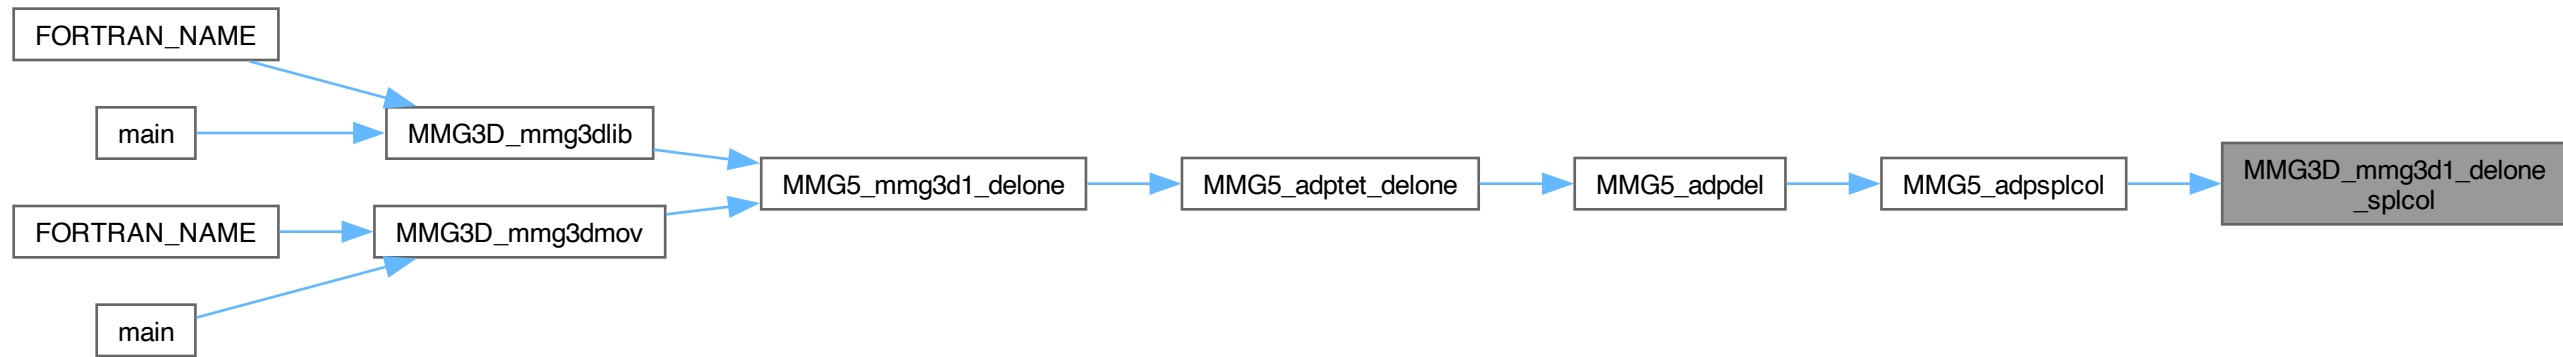 FORTRAN_NAME
main
MMG3D_mmg3dlib
FORTRAN_NAME
main
MMG3D_mmg3dmov
MMG5_mmg3d1_delone
MMG5_adptet_delone
MMG5_adpdel
MMG5_adpsplcol
MMG3D_mmg3d1_delone
_splcol